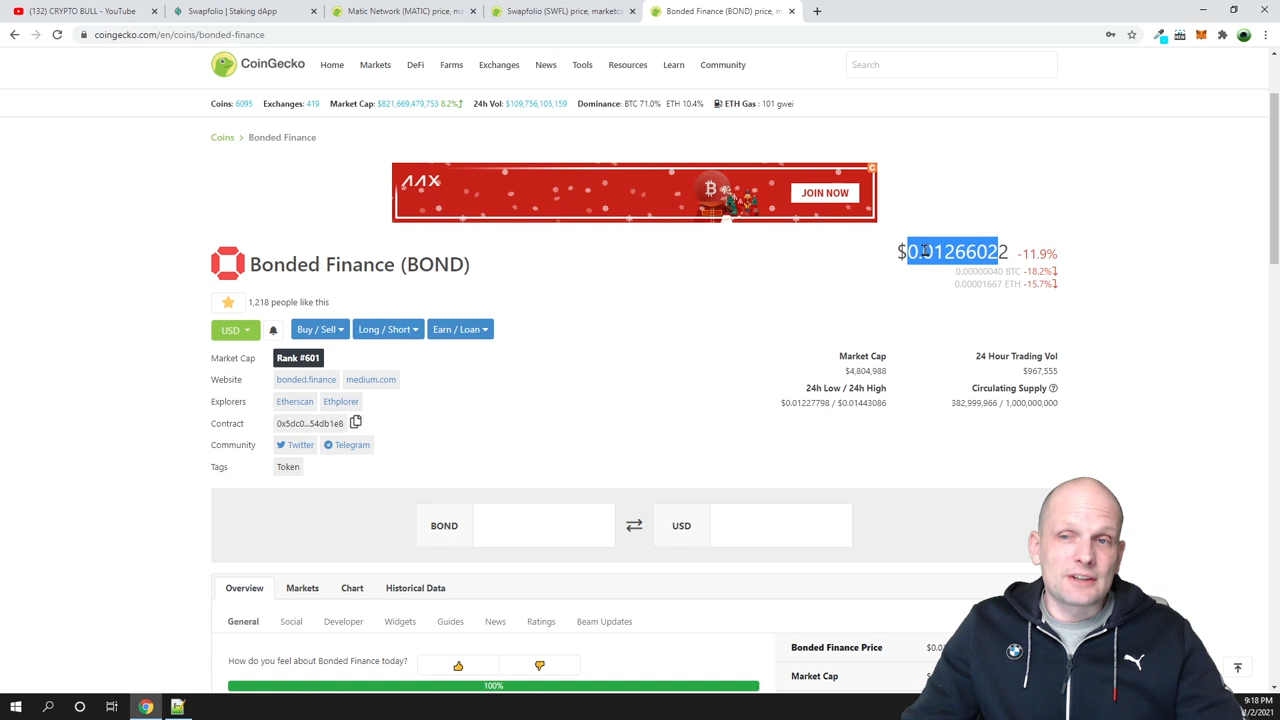 (132) CRYPTO BULL - YouTube
Swapfolio | Staking dApp
Matic Network (MATIC) price, ma
Swapfolio (SWFL) price, marketca
Bonded Finance (BOND) price, m
coingecko.com/en/coins/bonded-finance
CoinGecko
Home Markets DeFi Farms Exchanges News Tools Resources Learn Community
Search
Coins: 6095 Exchanges: 419 Market Cap: $821,669,479,753 8.2% 24h Vol: $109,756,105,159 Dominance: BTC 71.0% ETH 10.4% ETH Gas : 101 gwei
Coins > Bonded Finance
AAX
JOIN NOW
Bonded Finance (BOND)
$0.01266022 -11.9%
0.00000040 BTC -18.2%
0.00001667 ETH -15.7%
1,218 people like this
USD Buy / Sell Long / Short Earn / Loan
Market Cap Rank #601
Website bonded.finance medium.com
Explorers Etherscan Ethplorer
Contract 0x5dc0...54db1e8
Community Twitter Telegram
Tags Token
Market Cap
$4,804,988
24 Hour Trading Vol
$967,555
24h Low / 24h High
$0.01227798 / $0.01443086
Circulating Supply
382,999,966 / 1,000,000,000
BOND
USD
Overview Markets Chart Historical Data
General Social Developer Widgets Guides News Ratings Beam Updates
How do you feel about Bonded Finance today?
100%
Bonded Finance Price $0.0
Market Cap
9:18 PM
1/2/2021